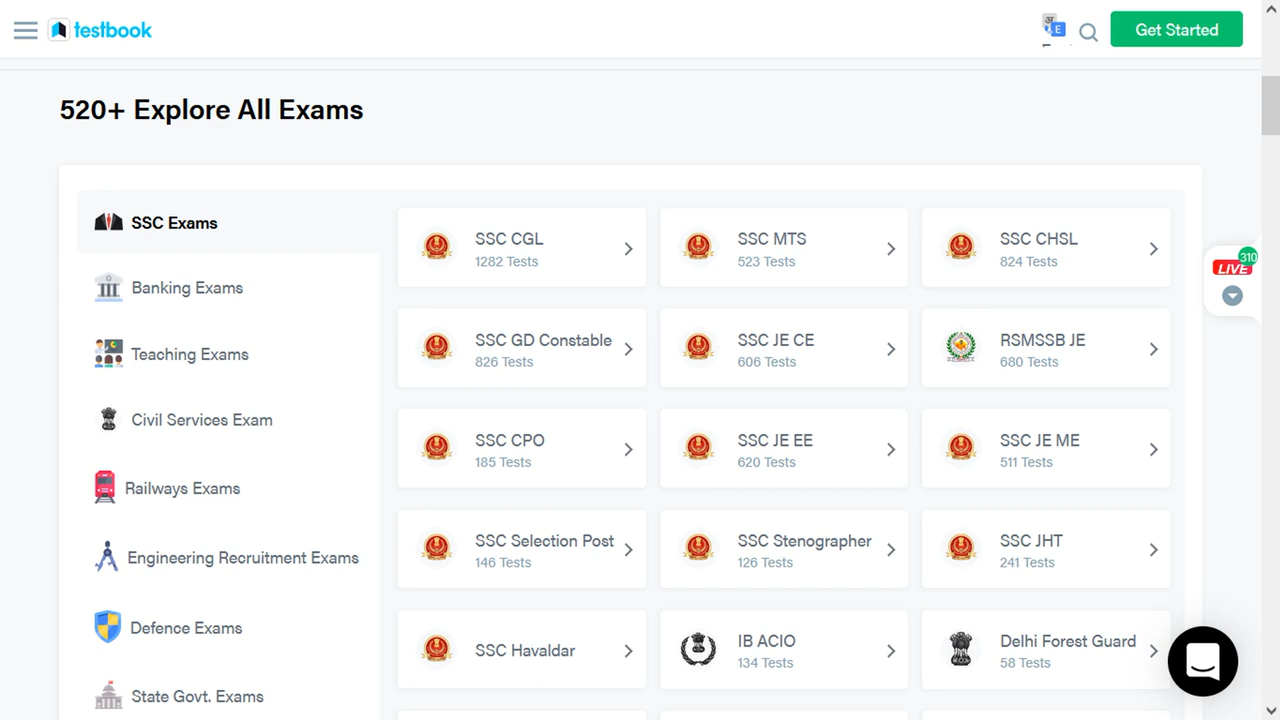 testbook
अ
E
Get Started
520+ Explore All Exams
SSC Exams
Banking Exams
Teaching Exams
Civil Services Exam
Railways Exams
Engineering Recruitment Exams
Defence Exams
State Govt. Exams
SSC CGL
1282 Tests
SSC MTS
523 Tests
SSC CHSL
824 Tests
SSC GD Constable
826 Tests
SSC JE CE
606 Tests
RSMSSB JE
680 Tests
SSC CPO
185 Tests
SSC JE EE
620 Tests
SSC JE ME
511 Tests
SSC Selection Post
146 Tests
SSC Stenographer
126 Tests
SSC JHT
241 Tests
SSC Havaldar
IB ACIO
134 Tests
Delhi Forest Guard
58 Tests
310
LIVE